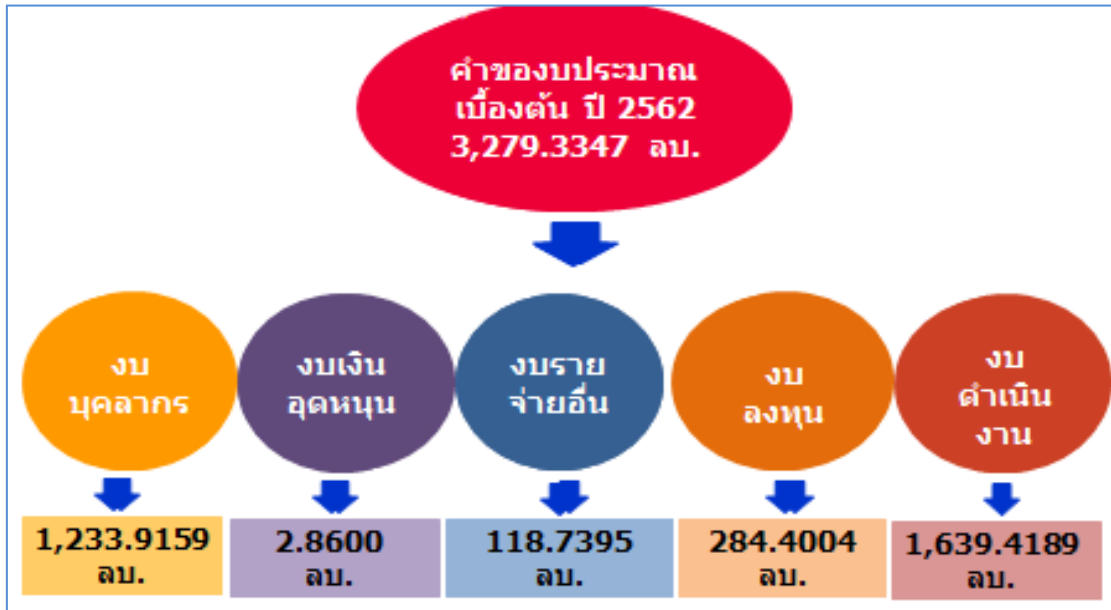 คำของบประมาณ
เบื้องต้น ปี 2562
3,279.3347 ลบ.
งบ
บุคลากร
งบเงิน
อุดหนุน
งบราย
จ่ายอื่น
งบ
ลงทุน
งบ
ดำเนิน
งาน
1,233.9159
ลบ.
2.8600
ลบ.
118.7395
ลบ.
284.4004
ลบ.
1,639.4189
ลบ.